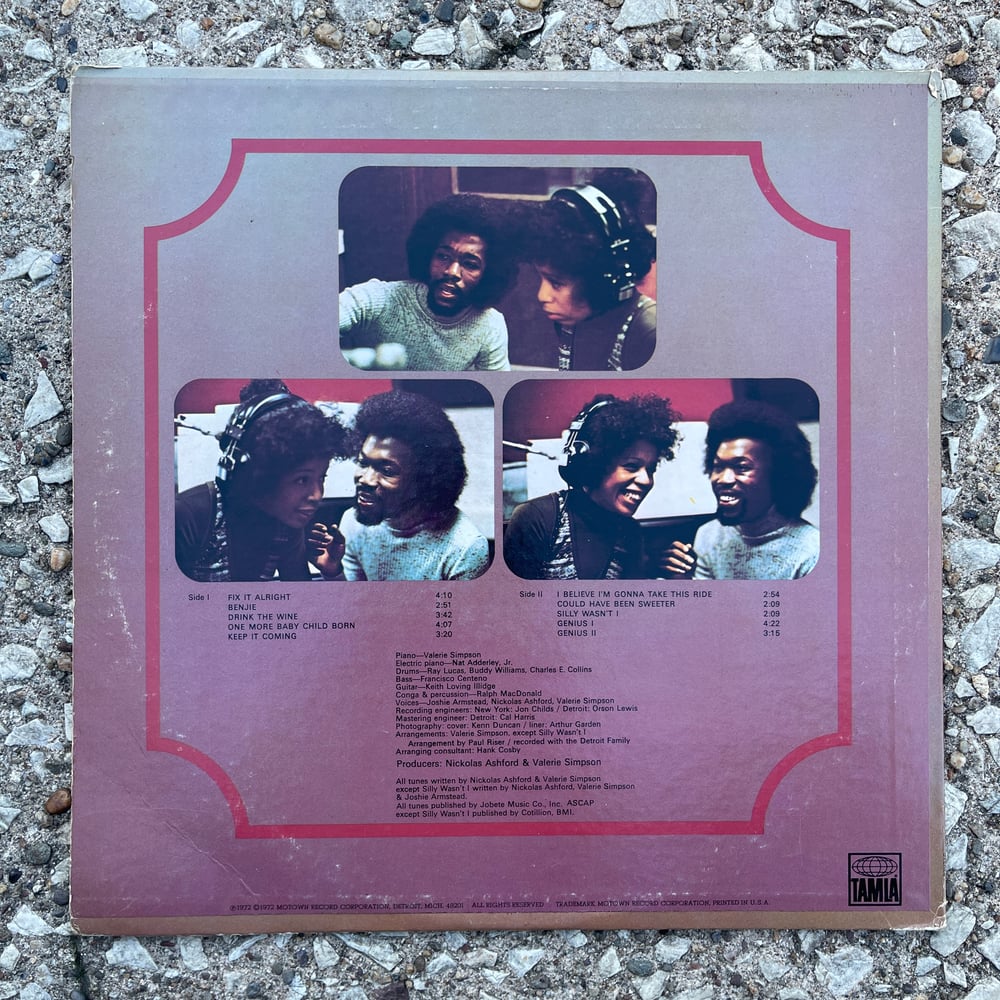 Side I
FIX IT ALRIGHT 4:10
BENJIE 2:51
DRINK THE WINE 3:42
ONE MORE BABY CHILD BORN 4:07
KEEP IT COMING 3:20
Side II
I BELIEVE I'M GONNA TAKE THIS RIDE 2:54
COULD HAVE BEEN SWEETER 2:09
SILLY WASN'T I 2:09
GENIUS I 4:22
GENIUS II 3:15
Piano—Valerie Simpson
Electric piano—Nat Adderley, Jr.
Drums—Ray Lucas, Buddy Williams, Charles E. Collins
Bass—Francisco Centeno
Guitar—Keith Loving Illidge
Conga & percussion—Ralph MacDonald
Voices—Joshie Armstead, Nickolas Ashford, Valerie Simpson
Recording engineers: New York: Jon Childs / Detroit: Orson Lewis
Mastering engineer: Detroit: Cal Harris
Photography: cover: Kenn Duncan / liner: Arthur Garden
Arrangements: Valerie Simpson, except Silly Wasn't I
Arrangement by Paul Riser / recorded with the Detroit Family
Arranging consultant: Hank Cosby
Producers: Nickolas Ashford & Valerie Simpson
All tunes written by Nickolas Ashford & Valerie Simpson
except Silly Wasn't I written by Nickolas Ashford, Valerie Simpson
& Joshie Armstead.
All tunes published by Jobete Music Co., Inc. ASCAP
except Silly Wasn't I published by Cotillion, BMI.
TAMLA
℗1972 ©1972 MOTOWN RECORD CORPORATION, DETROIT, MICH. 48201 ALL RIGHTS RESERVED TRADEMARK MOTOWN RECORD CORPORATION, PRINTED IN U.S.A.